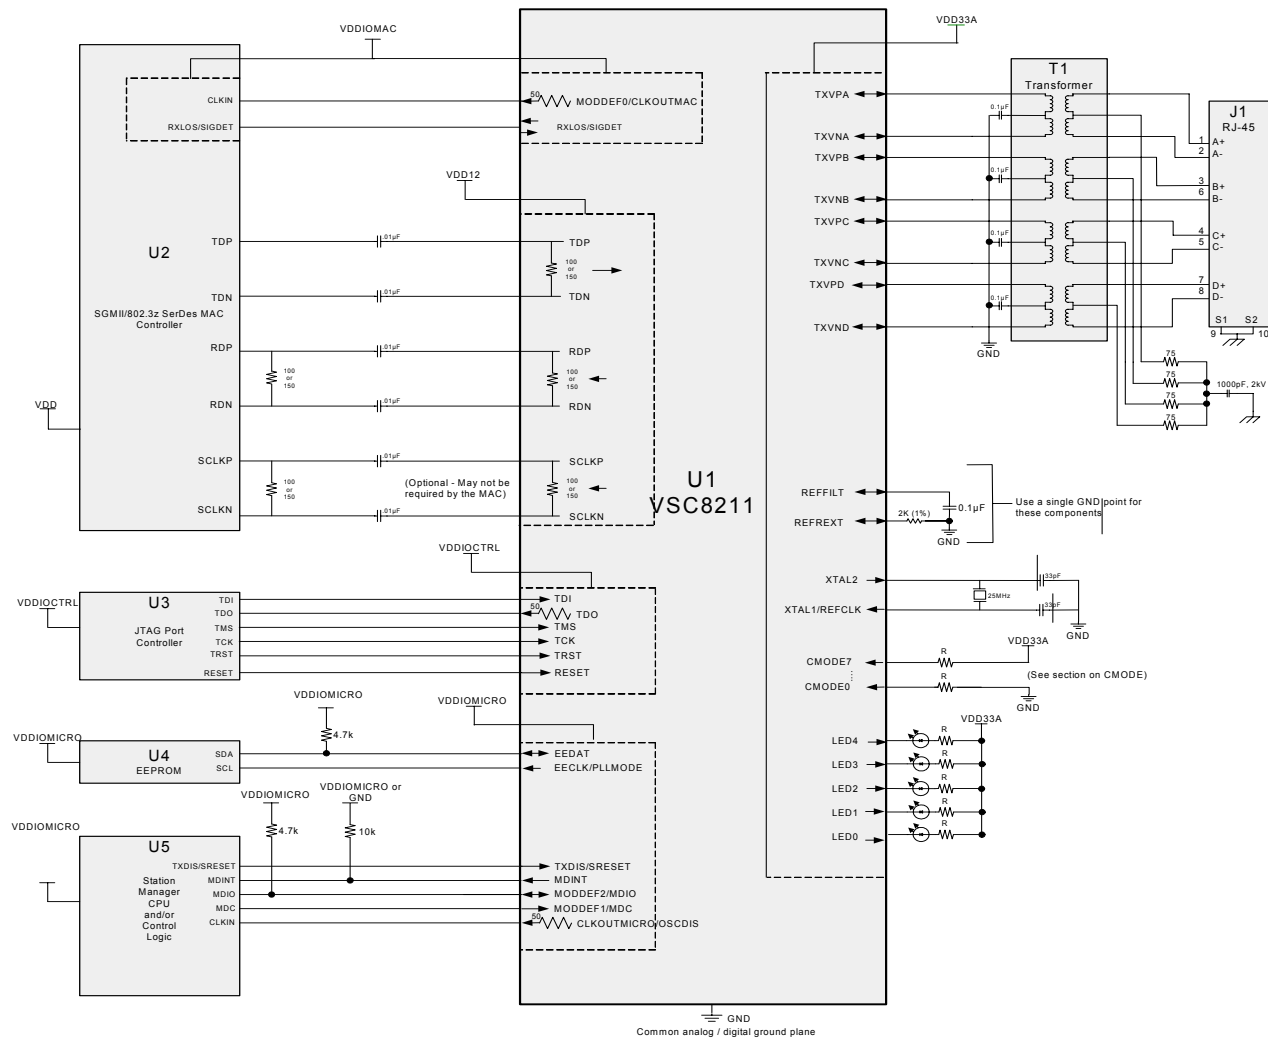 VDDIOMAC
VDD33A
T1
Transformer
J1
RJ-45
CLKIN
50
MODDEF0/CLKOUTMAC
RXLOS/SIGDET
RXLOS/SIGDET
TXVPA
0.1µF
TXVNA
1 A+
2 A-
TXVPB
0.1µF
3 B+
TXVNB
6 B-
VDD12
TXVPC
0.1µF
4 C+
5 C-
TXVNC
TXVPD
0.1µF
7 D+
8 D-
TXVND
S1 S2
9 10
GND
U2
SGMII/802.3z SerDes MAC
Controller
TDP
.01µF
TDP
100
or
150
TDN
.01µF
TDN
RDP
.01µF
RDP
100
or
150
100
or
150
RDN
.01µF
RDN
VDD
75
75
75
75
1000pF, 2kV
SCLKP
.01µF
SCLKP
100
or
150
(Optional - May not be
required by the MAC)
100
or
150
SCLKN
.01µF
SCLKN
U1
VSC8211
REFFILT
0.1µF
REFREXT
2K (1%)
GND
Use a single GND point for
these components
VDDIOCTRL
XTAL2
33pF
25MHz
XTAL1/REFCLK
33pF
GND
VDDIOCTRL
U3
JTAG Port
Controller
TDI
TDI
TDO
50
TDO
TMS
TMS
TCK
TCK
TRST
TRST
RESET
RESET
VDD33A
CMODE7
R
(See section on CMODE)
CMODE0
R
GND
VDDIOMICRO
VDDIOMICRO
VDDIOMICRO
4.7k
U4
EEPROM
SDA
EEDAT
SCL
EECLK/PLLMODE
VDD33A
LED4
R
LED3
R
LED2
R
LED1
R
LED0
R
VDDIOMICRO
VDDIOMICRO or
GND
VDDIOMICRO
4.7k
10k
U5
Station
Manager
CPU
and/or
Control
Logic
TXDIS/SRESET
TXDIS/SRESET
MDINT
MDINT
MDIO
MODDEF2/MDIO
MDC
MODDEF1/MDC
CLKIN
50
CLKOUTMICRO/OSCDIS
GND
Common analog / digital ground plane